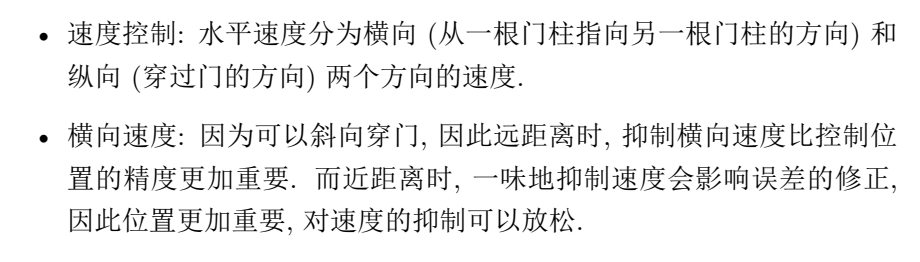 • 速度控制: 水平速度分为横向 (从一根门柱指向另一根门柱的方向) 和
纵向 (穿过门的方向) 两个方向的速度.
• 横向速度: 因为可以斜向穿门, 因此远距离时, 抑制横向速度比控制位
置的精度更加重要. 而近距离时, 一味地抑制速度会影响误差的修正,
因此位置更加重要, 对速度的抑制可以放松.